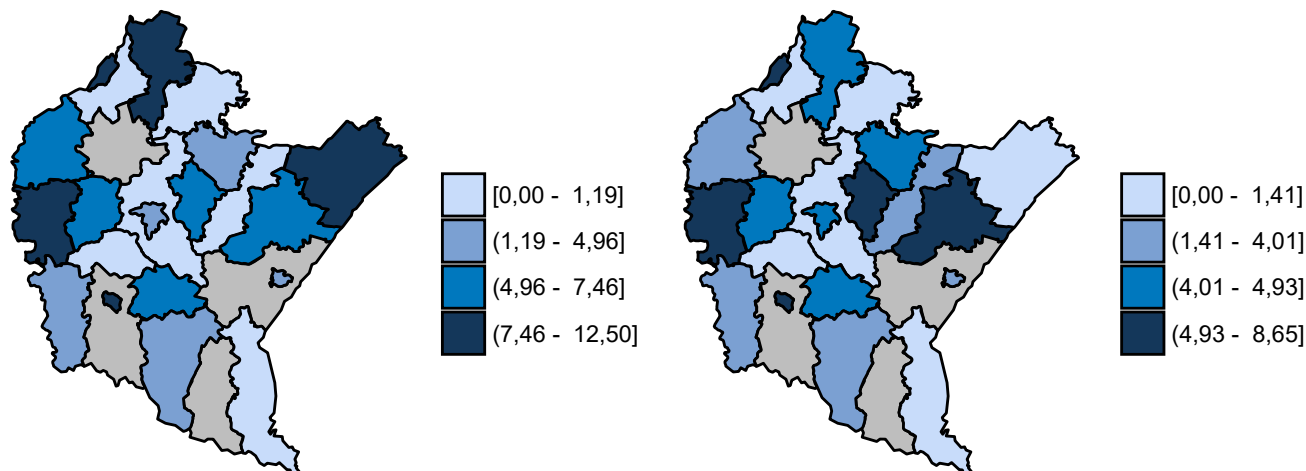 [0,00 - 1,19]
(1,19 - 4,96]
(4,96 - 7,46]
(7,46 - 12,50]
[0,00 - 1,41]
(1,41 - 4,01]
(4,01 - 4,93]
(4,93 - 8,65]